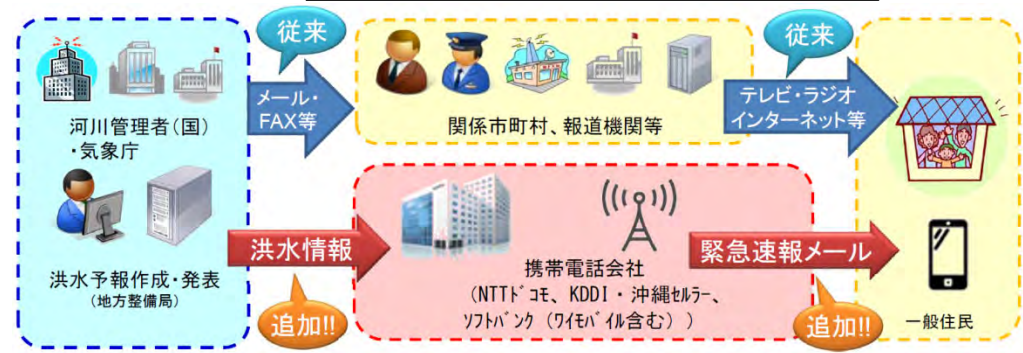 従来
従来
メール・
FAX等
テレビ・ラジオ
インターネット等
河川管理者(国)
・気象庁
関係市町村、報道機関等
洪水情報
緊急速報メール
携帯電話会社
(NTTﾄﾞｺﾓ、KDDI・沖縄ｾﾙﾗｰ、
ｿﾌﾄﾊﾞﾝｸ(ﾜｲﾓﾊﾞｲﾙ含む))
洪水予報作成・発表
(地方整備局)
追加!!
追加!!
一般住民